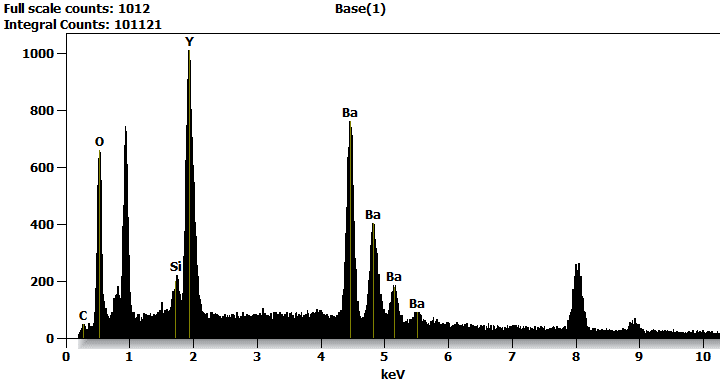 Full scale counts: 1012
Base(1)
Integral Counts: 101121
1000
800
600
400
200
0
C
O
Si
Y
Ba
Ba
Ba
Ba
0 1 2 3 4 5 6 7 8 9 10
keV